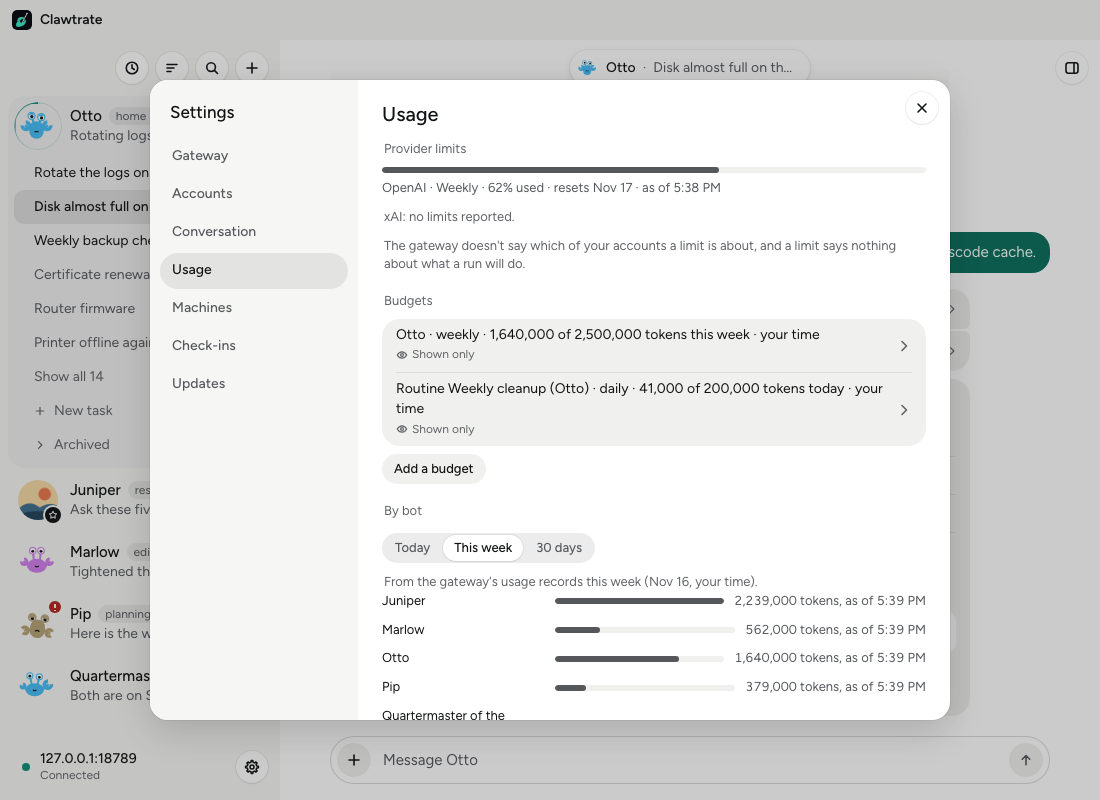 Clawtrate
Otto · Disk almost full on th...
Otto home
Rotating logs
Rotate the logs on
Disk almost full on
Weekly backup che
Certificate renewa
Router firmware
Printer offline again
Show all 14
New task
Archived
Juniper res
Ask these fiv
Marlow edi
Tightened th
Pip planning
Here is the w
Quartermas
Both are on S
127.0.0.1:18789
Connected
Settings
Gateway
Accounts
Conversation
Usage
Machines
Check-ins
Updates
Usage
Provider limits
OpenAI · Weekly · 62% used · resets Nov 17 · as of 5:38 PM
xAI: no limits reported.
The gateway doesn't say which of your accounts a limit is about, and a limit says nothing
about what a run will do.
Budgets
Otto · weekly · 1,640,000 of 2,500,000 tokens this week · your time
Shown only
Routine Weekly cleanup (Otto) · daily · 41,000 of 200,000 tokens today · your
time
Shown only
Add a budget
By bot
Today This week 30 days
From the gateway's usage records this week (Nov 16, your time).
Juniper 2,239,000 tokens, as of 5:39 PM
Marlow 562,000 tokens, as of 5:39 PM
Otto 1,640,000 tokens, as of 5:39 PM
Pip 379,000 tokens, as of 5:39 PM
Quartermaster of the
scode cache.
Message Otto